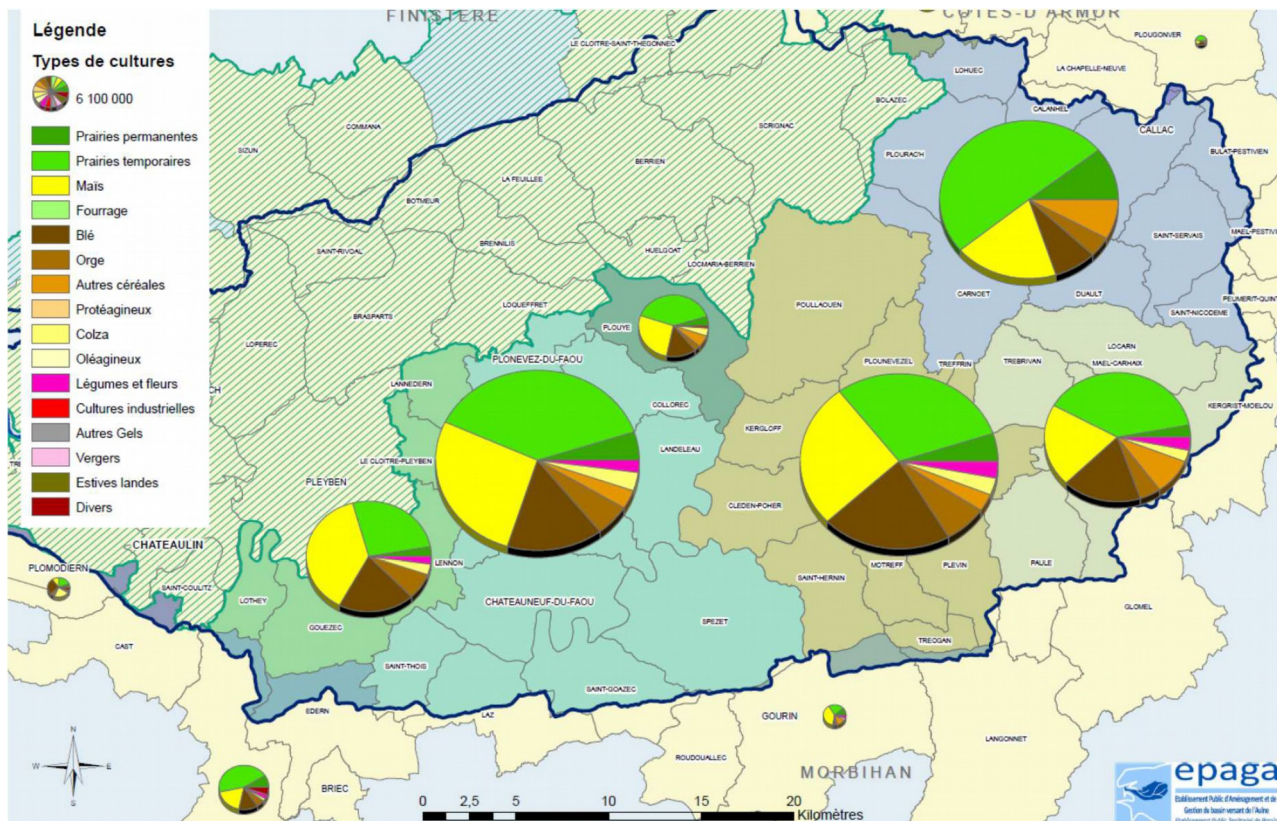 Légende
Types de cultures
6 100 000
Prairies permanentes
Prairies temporaires
Maïs
Fourrage
Blé
Orge
Autres céréales
Protéagineux
Colza
Oléagineux
Légumes et fleurs
Cultures industrielles
Autres Gels
Vergers
Estives landes
Divers
FINISTERE
COTES-D'ARMOR
PLOUGONVER
LE CLOITRE-SAINT-THEGONNEC
LOHUEC
LA CHAPELLE-NEUVE
BOLAZEC
COMMANA
SCRIGNAC
CALANHEL
CALLAC
SIZUN
BERRIEN
PLOURAC'H
BULAT-PESTIVIEN
LA FEUILLEE
BOTMEUR
SAINT-RIVOAL
BRENNILIS
HUELGOAT
LOCMARIA-BERRIEN
SAINT-SERVAIS
MAEL-PESTIVI
LOQUEFFRET
POULLAOUEN
CARNOET
DUAULT
PEUMERIT-QUINT
SAINT-NICODEME
BRASPARTS
LOPEREC
PLOUYE
CH
PLONEVEZ-DU-FAOU
PLOUNEVEZEL
TREFFRIN
TREBRIVAN
LOCARN
MAEL-CARHAIX
LANNEDERN
COLLOREC
KERGRIST-MOELOU
KERGLOFF
LANDELEAU
LE CLOITRE-PLEYBEN
TRE
PLEYBEN
CLEDEN-POHER
CHATEAULIN
LENNON
PLOMODIERN
SAINT-COULITZ
MOTREFF
PLEVIN
PAULE
SAINT-HERNIN
LOTHEY
CHATEAUNEUF-DU-FAOU
GLOMEL
GOUEZEC
SPEZET
TREOGAN
CAST
SAINT-THOIS
SAINT-GOAZEC
EDERN
LAZ
GOURIN
LANGONNET
ROUDOUALLEC
MORBIHAN
BRIEC
N
W E
S
0 2,5 5 10 15 20
Kilomètres
epaga
Etablissement Public d'Aménagement et de
Gestion du bassin versant de l'Aulne